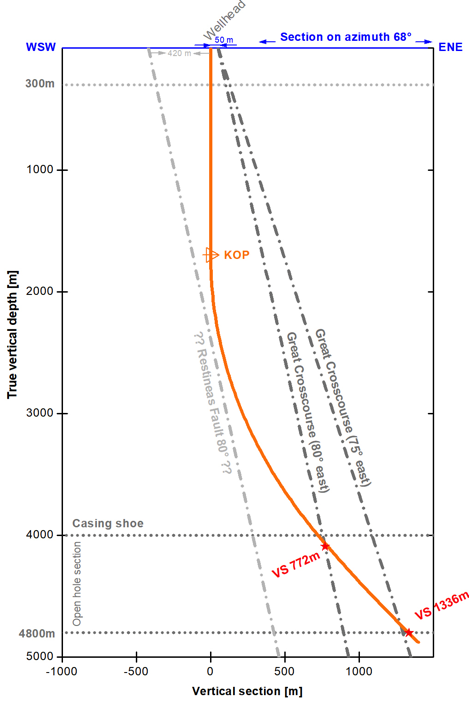 Wellhead
WSW
50 m
Section on azimuth 68°
ENE
420 m
300m
1000
KOP
2000
True vertical depth [m]
?? Restineas Fault 80° ??
Great Crosscourse (80° east)
Great Crosscourse (75° east)
3000
Casing shoe
4000
VS 772m
Open hole section
VS 1336m
4800m
5000
-1000
-500
0
500
1000
Vertical section [m]